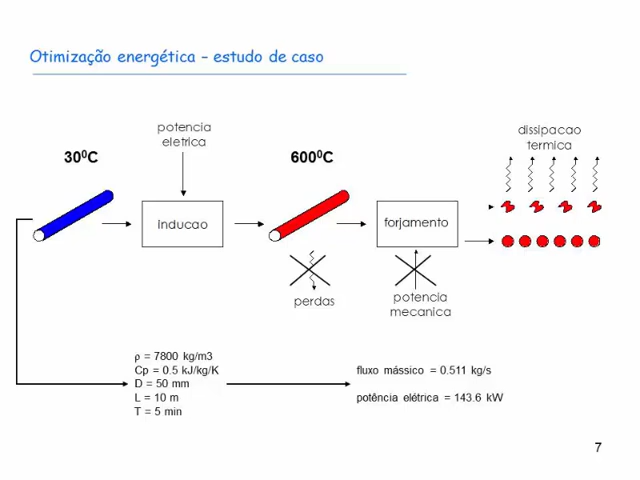 Otimização energética – estudo de caso
potencia
eletrica
dissipacao
termica
30⁰C
600⁰C
inducao
forjamento
perdas
potencia
mecanica
ρ = 7800 kg/m3
Cp = 0.5 kJ/kg/K
D = 50 mm
L = 10 m
T = 5 min
fluxo mássico = 0.511 kg/s
potência elétrica = 143.6 kW
7